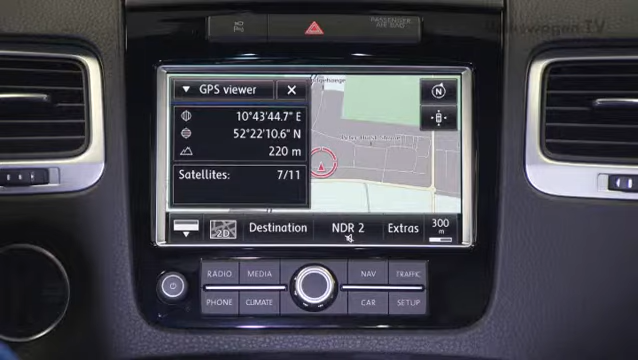 Volkswagen TV
PASSENGER
AIR BAG
GPS viewer
10°43'44.7" E
52°22'10.6" N
220 m
Satellites: 7/11
2D
Destination
NDR 2
Extras
300
m
RADIO
MEDIA
NAV
TRAFFIC
PHONE
CLIMATE
CAR
SETUP